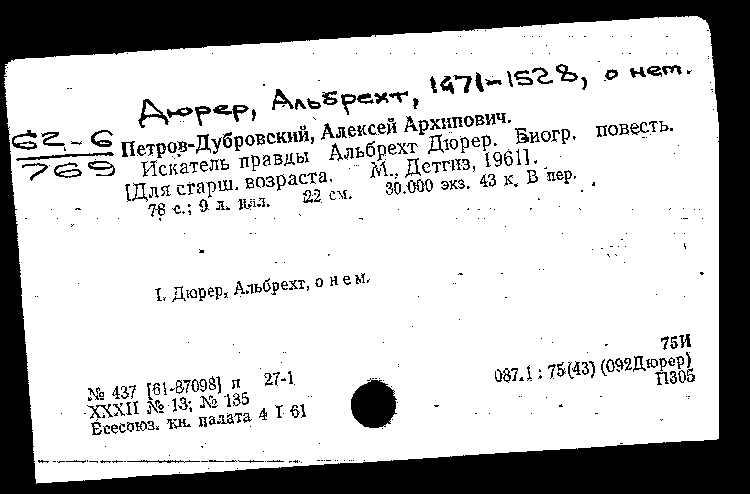 Дюрер, Альбрехт, 1471-1528, о нем.
62-6
769
Петров-Дубровский, Алексей Архипович.
Искатель правды Альбрехт Дюрер. Биогр. повесть.
[Для старш. возраста. М., Детгиз, 1961].
78 с.; 9 л. илл. 22 см. 30.000 экз. 43 к. В пер.
I. Дюрер, Альбрехт, о нем.
75И
№ 437 [61-87098] п 27-1
087.1 : 75(43) (092Дюрер)
XXXII № 13; № 135
П305
Всесоюз. кн. палата 4 I 61